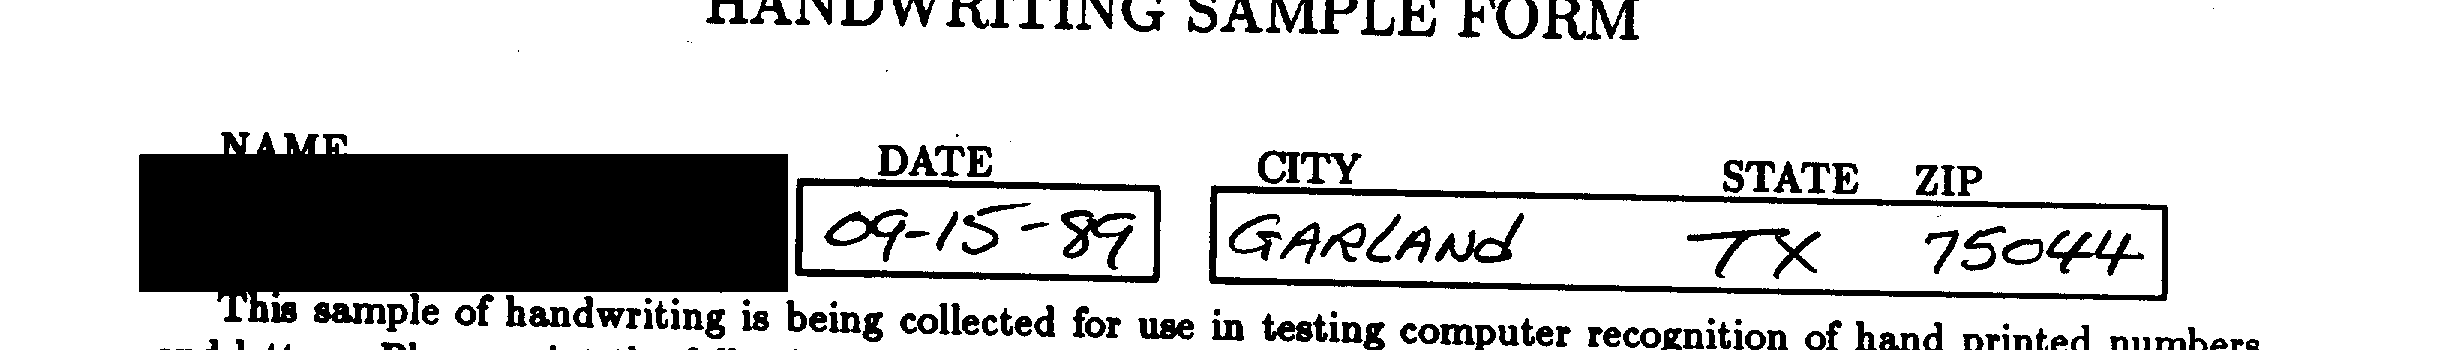 HANDWRITING SAMPLE FORM
NAME DATE CITY STATE ZIP
09-15-89 GARLANd TX 75044
This sample of handwriting is being collected for use in testing computer recognition of hand printed numbers